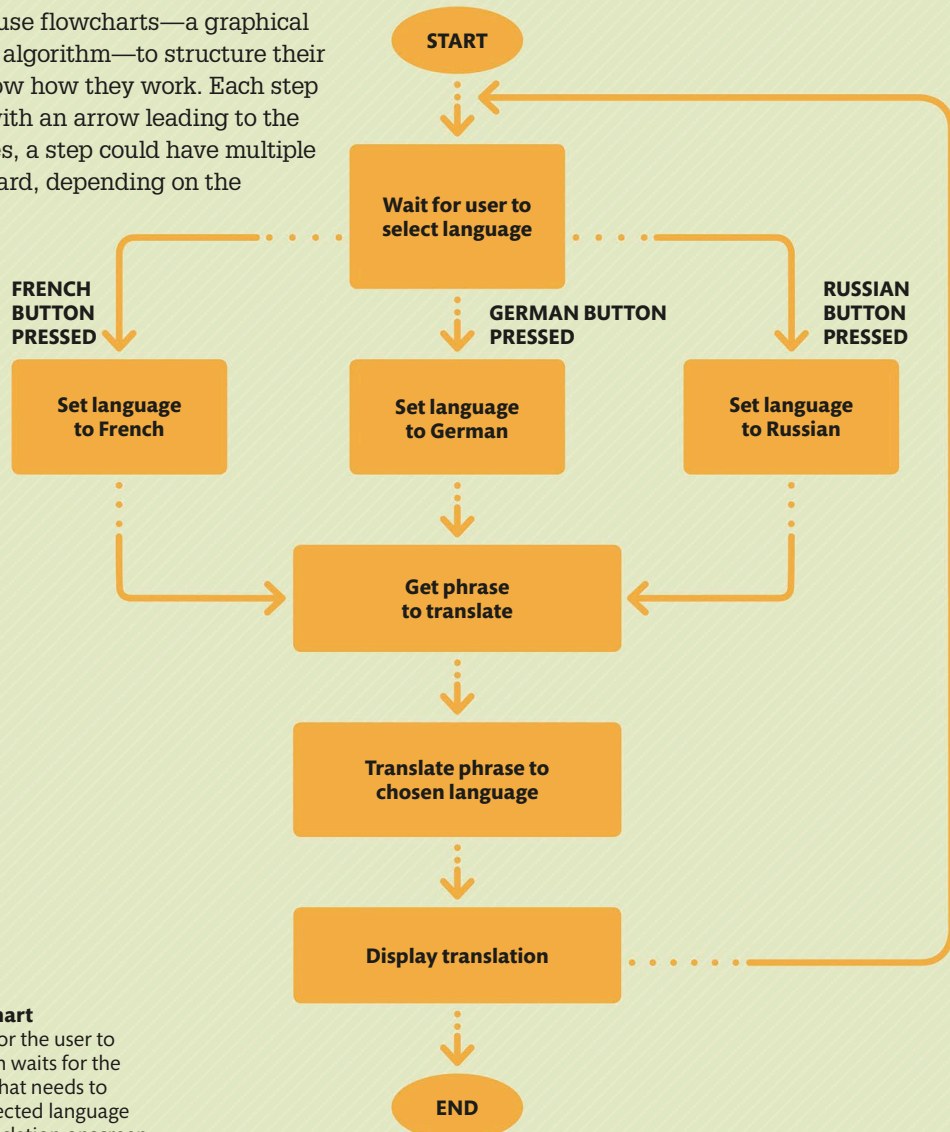 use flowcharts—a graphical
algorithm—to structure their
ow how they work. Each step
with an arrow leading to the
es, a step could have multiple
ard, depending on the
START
Wait for user to
select language
FRENCH
BUTTON
PRESSED
GERMAN BUTTON
PRESSED
RUSSIAN
BUTTON
PRESSED
Set language
to French
Set language
to German
Set language
to Russian
Get phrase
to translate
Translate phrase to
chosen language
Display translation
END
hart
or the user to
n waits for the
hat needs to
ected language